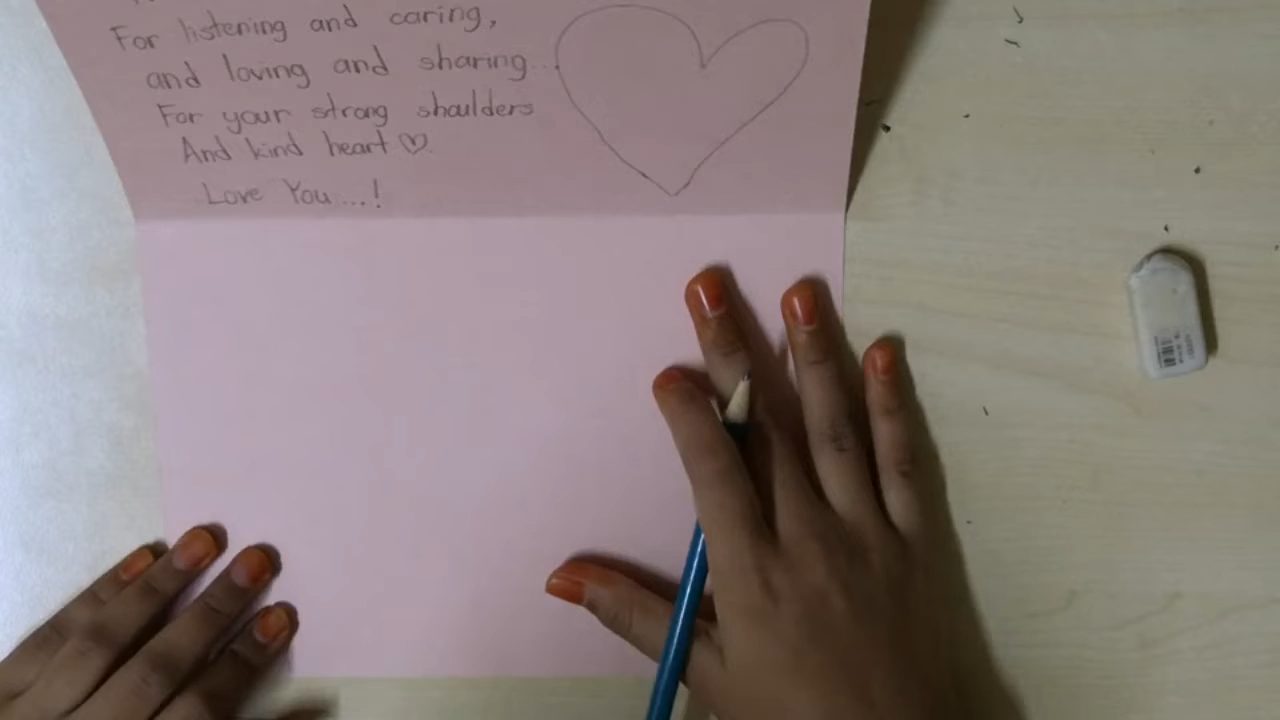 For listening and caring,
and loving and sharing...
For your strong shoulders
And kind heart ♡.
Love You...!